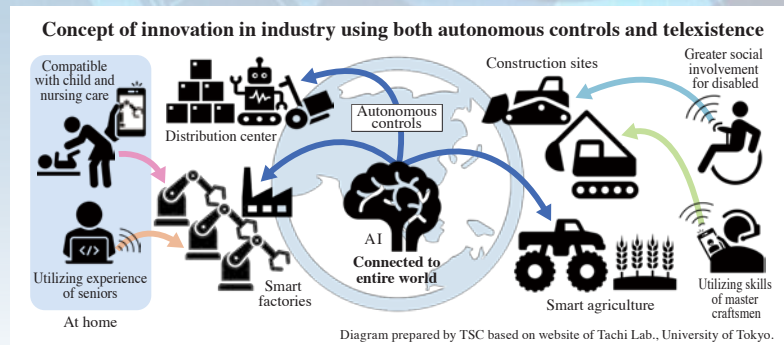 Concept of innovation in industry using both autonomous controls and telexistence
Compatible
with child and
nursing care
Distribution center
Autonomous
controls
Construction sites
Greater social
involvement
for disabled
</>
Utilizing experience
of seniors
At home
Smart
factories
AI
Connected to
entire world
Smart agriculture
Utilizing skills
of master
craftsmen
Diagram prepared by TSC based on website of Tachi Lab., University of Tokyo.